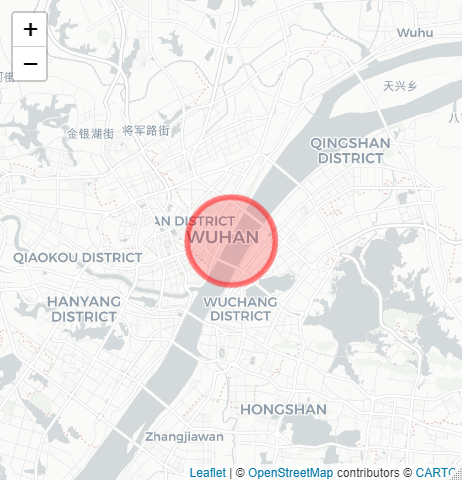 +
−
Wuhu
天兴乡
金银湖街
将军路街
QINGSHAN
DISTRICT
AN DISTRICT
WUHAN
QIAOKOU DISTRICT
HANYANG
DISTRICT
WUCHANG
DISTRICT
HONGSHAN
Zhangjiawan
Leaflet | © OpenStreetMap contributors © CARTO